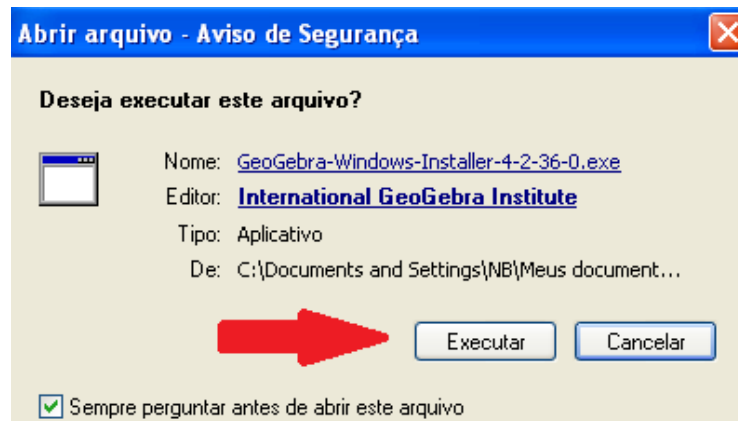 Abrir arquivo - Aviso de Segurança
Deseja executar este arquivo?
Nome: GeoGebra-Windows-Installer-4-2-36-0.exe
Editor: International GeoGebra Institute
Tipo: Aplicativo
De: C:\Documents and Settings\NB\Meus document...
Executar Cancelar
Sempre perguntar antes de abrir este arquivo